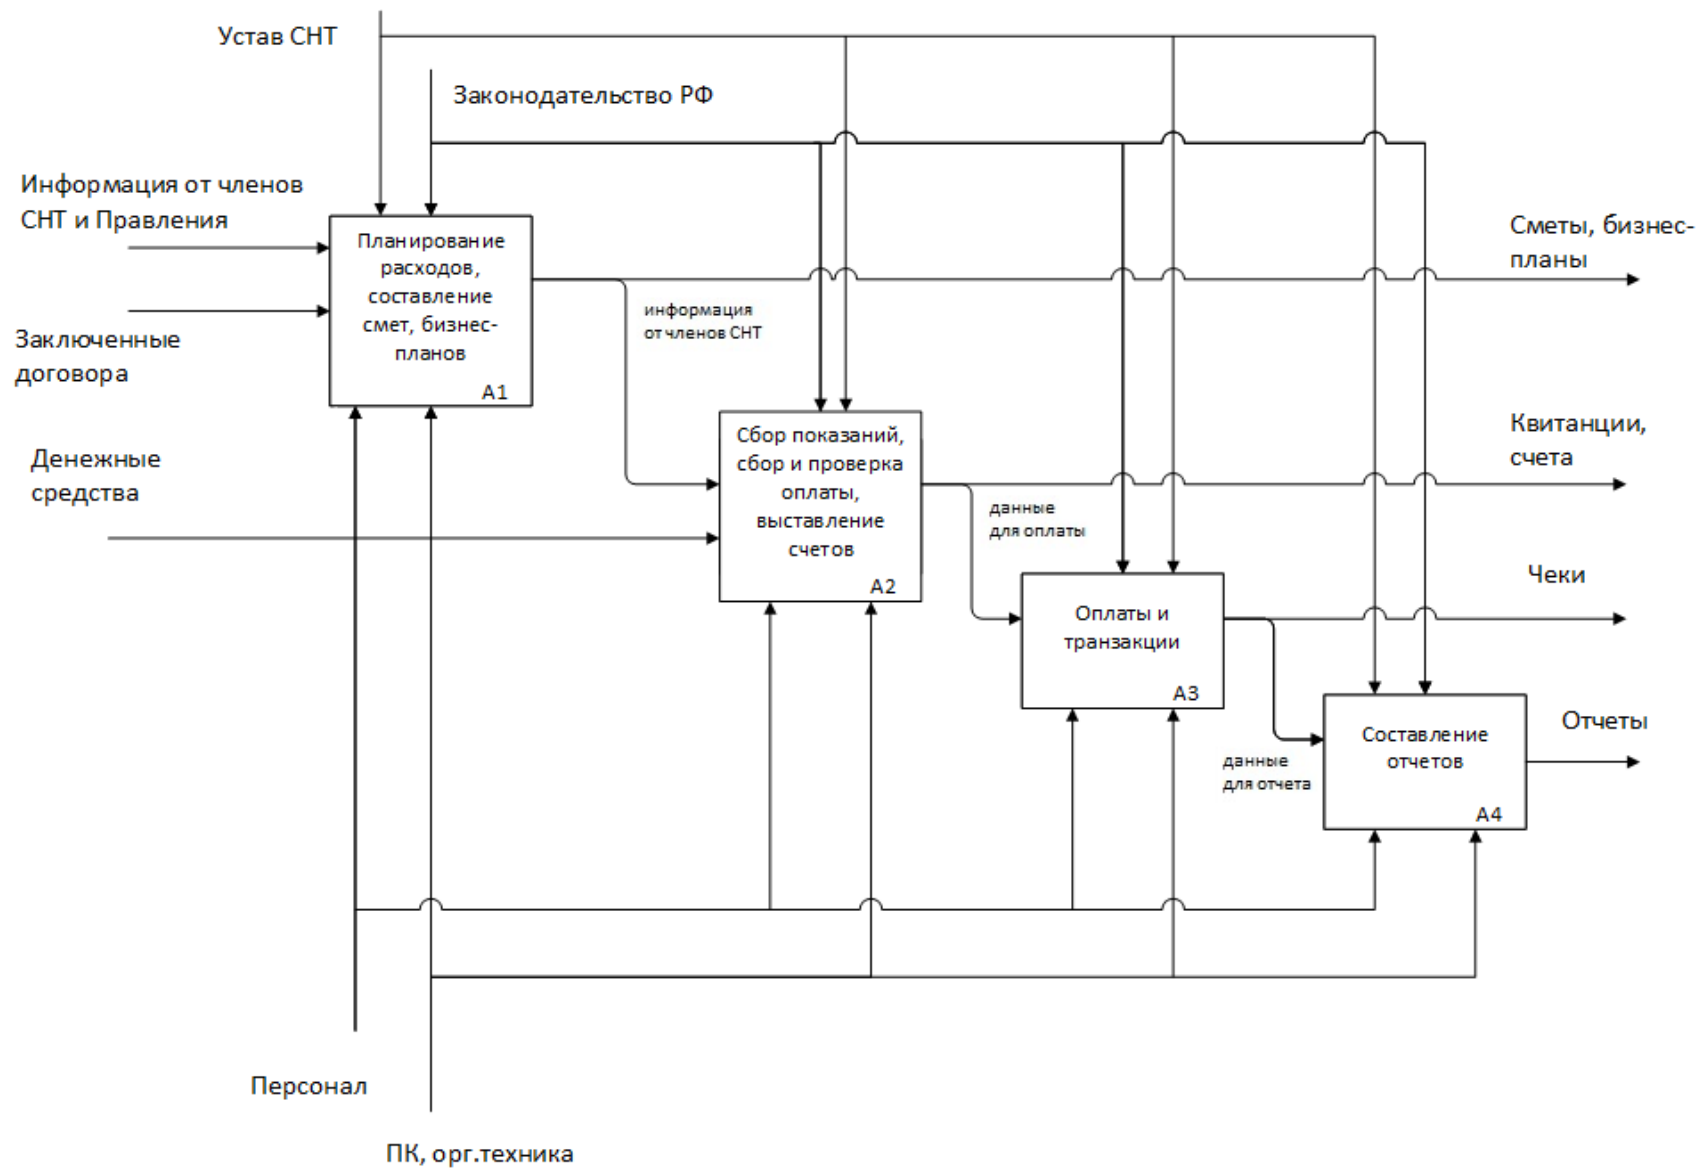 Устав СНТ
Законодательство РФ
Информация от членов
СНТ и Правления
Планирование
расходов,
составление
смет, бизнес-
планов
А1
Сметы, бизнес-
планы
информация
от членов СНТ
Заключенные
договора
Денежные
средства
Сбор показаний,
сбор и проверка
оплаты,
выставление
счетов
А2
Квитанции,
счета
данные
для оплаты
Чеки
Оплаты и
транзакции
А3
Отчеты
Составление
отчетов
А4
данные
для отчета
Персонал
ПК, орг.техника